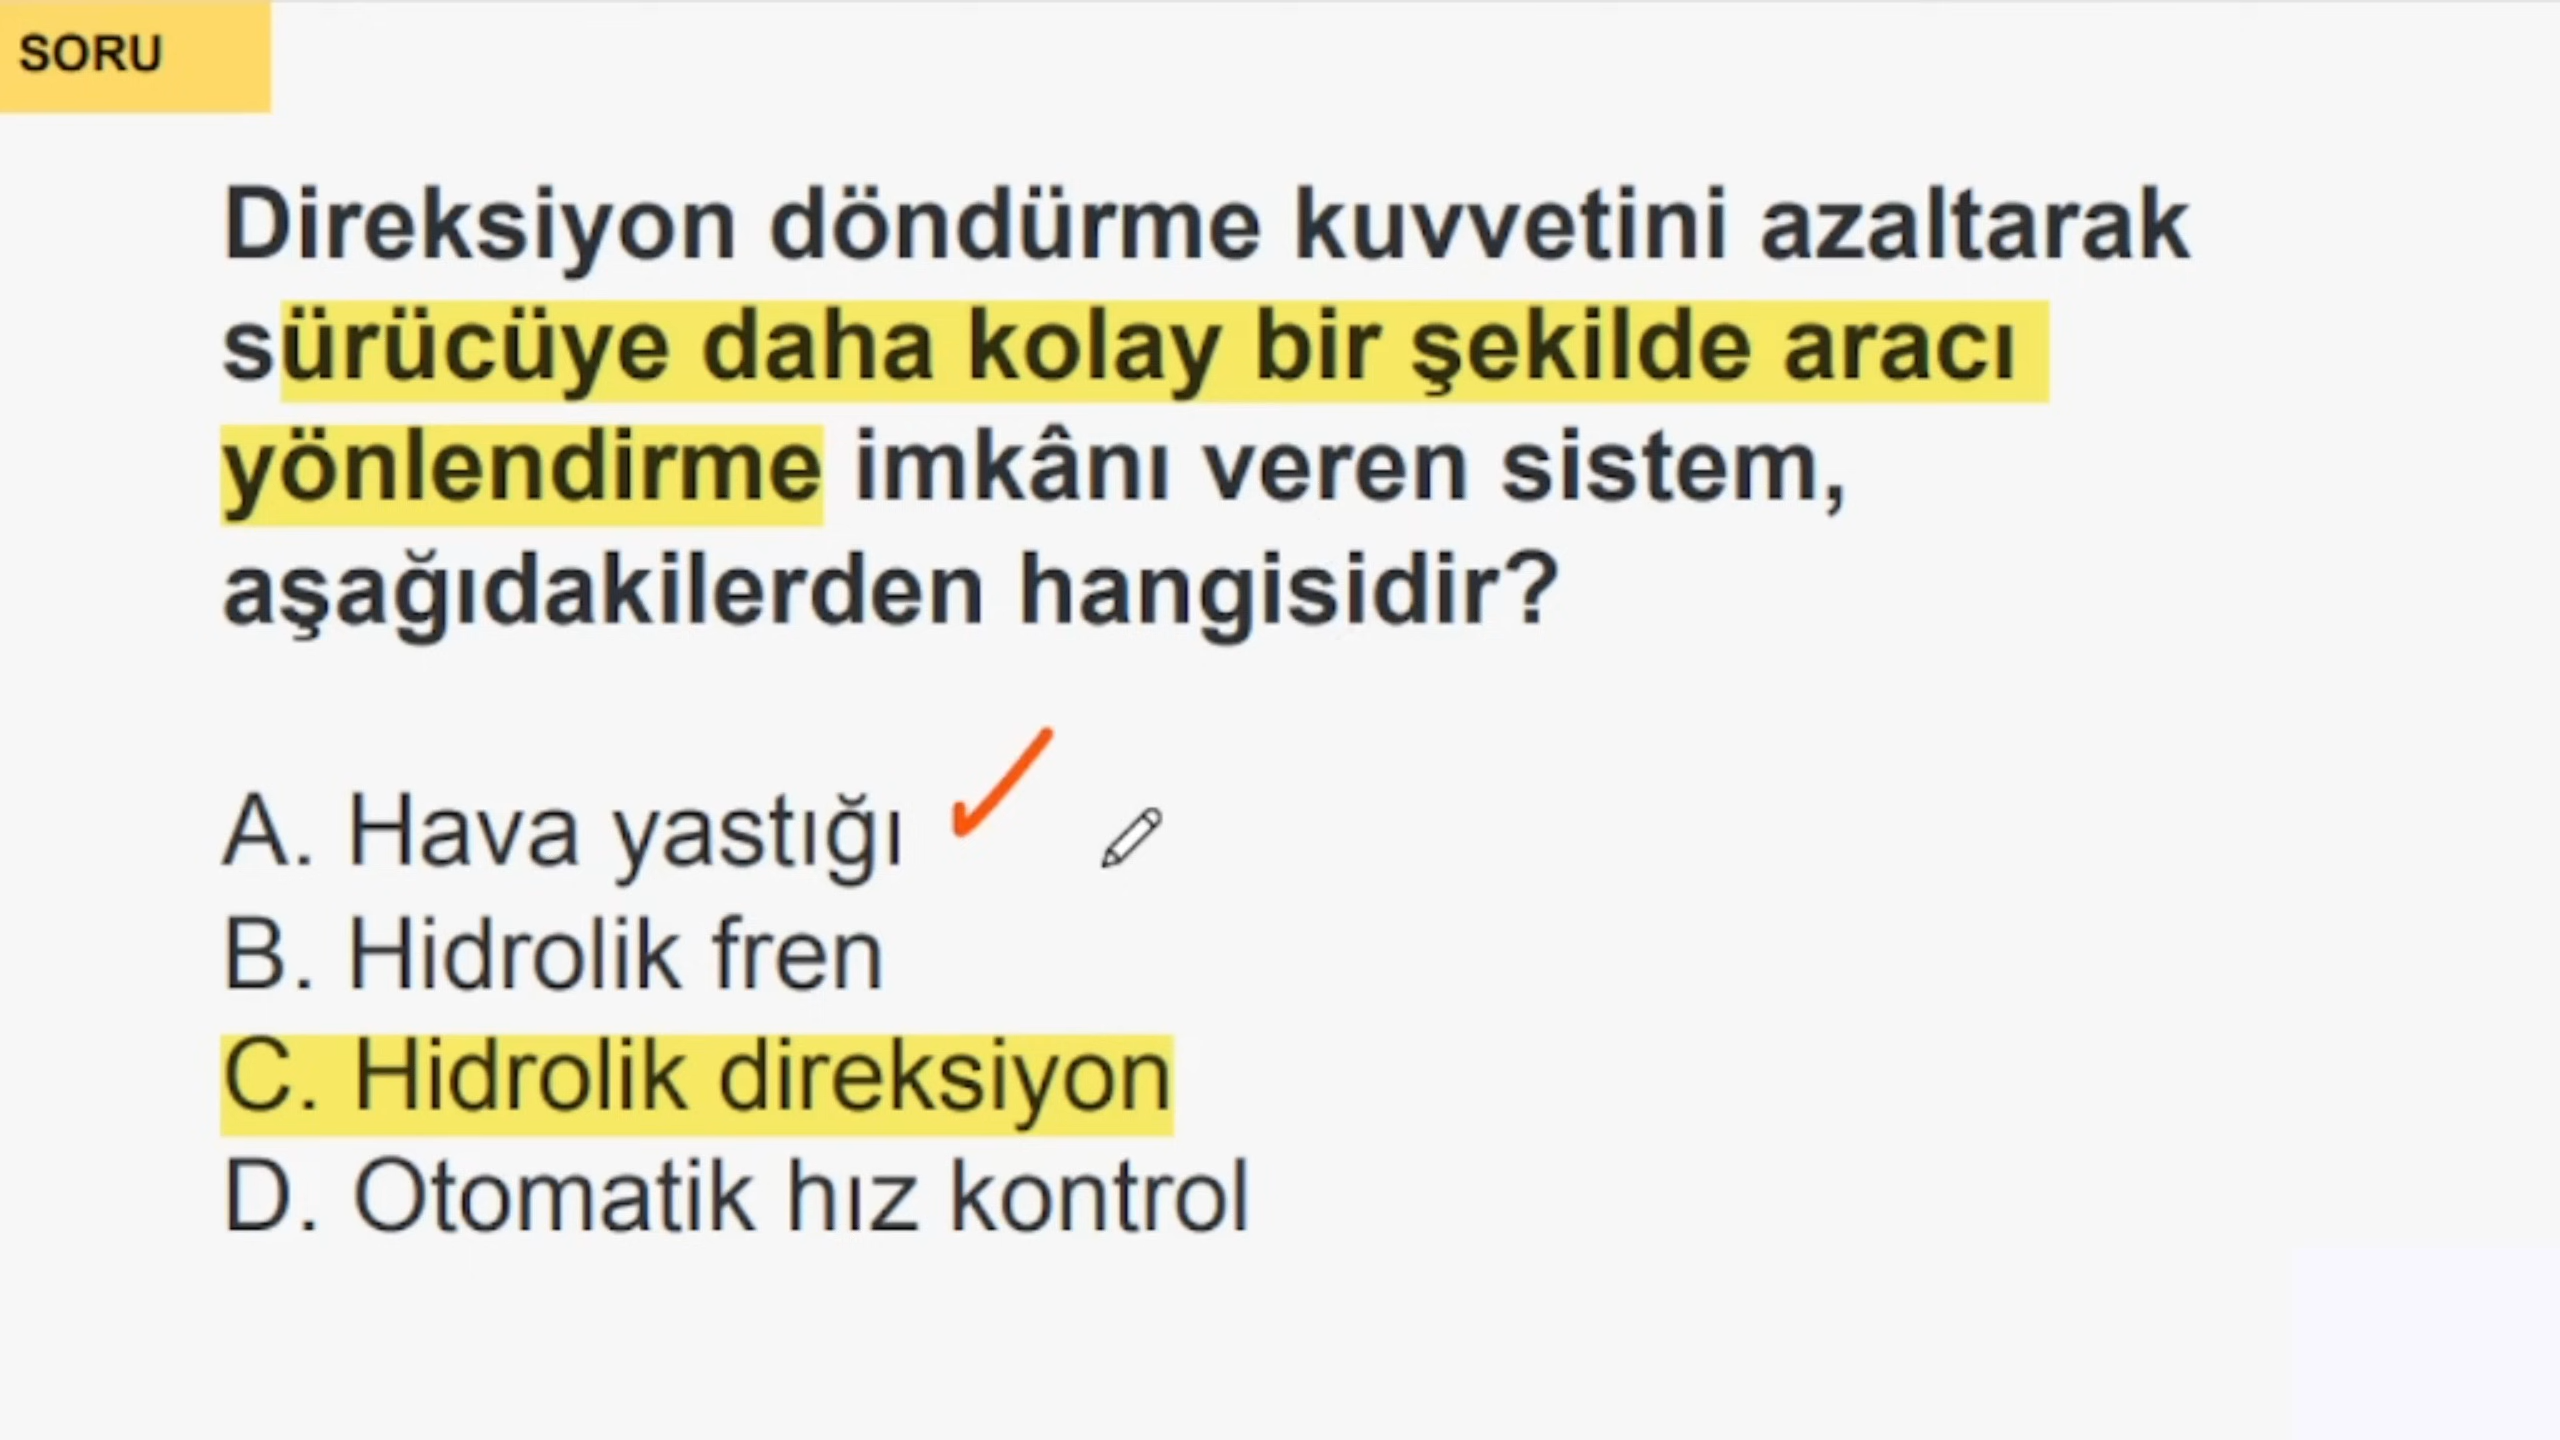 SORU
Direksiyon döndürme kuvvetini azaltarak
sürücüye daha kolay bir şekilde aracı
yönlendirme imkânı veren sistem,
aşağıdakilerden hangisidir?
A. Hava yastığı
B. Hidrolik fren
C. Hidrolik direksiyon
D. Otomatik hız kontrol